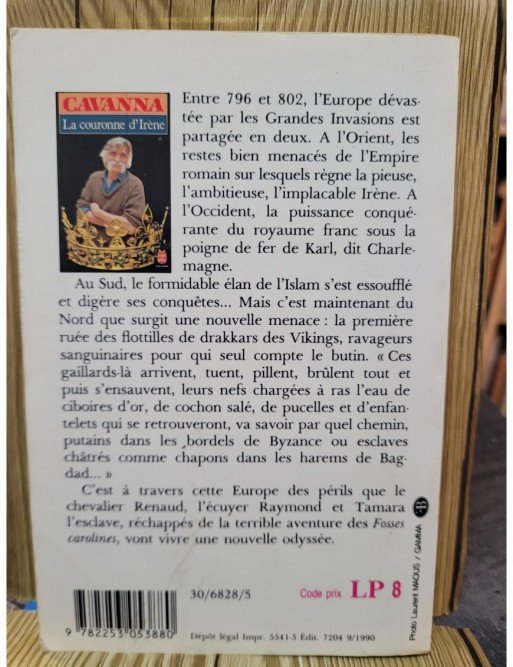 CAVANNA
La couronne d'Irène
Entre 796 et 802, l'Europe dévas-
tée par les Grandes Invasions est
partagée en deux. A l'Orient, les
restes bien menacés de l'Empire
romain sur lesquels règne la pieuse,
l'ambitieuse, l'implacable Irène. A
l'Occident, la puissance conqué-
rante du royaume franc sous la
poigne de fer de Karl, dit Charle-
magne.
Au Sud, le formidable élan de l'Islam s'est essoufflé
et digère ses conquêtes... Mais c'est maintenant du
Nord que surgit une nouvelle menace : la première
ruée des flottilles de drakkars des Vikings, ravageurs
sanguinaires pour qui seul compte le butin. « Ces
gaillards-là arrivent, tuent, pillent, brûlent tout et
puis s'ensauvent, leurs nefs chargées à ras l'eau de
ciboires d'or, de cochon salé, de pucelles et d'enfan-
telets qui se retrouveront, va savoir par quel chemin,
putains dans les bordels de Byzance ou esclaves
châtrés comme chapons dans les harems de Bag-
dad... »
C'est à travers cette Europe des périls que le
chevalier Renaud, l'écuyer Raymond et Tamara
l'esclave, réchappés de la terrible aventure des Fosses
carolines, vont vivre une nouvelle odyssée.
30/6828/5
Code prix LP 8
9 782253 053880
Dépôt légal Impr. 5541-5 Édit. 7204 9/1990
Photo Laurent MAOUS / GAMMA